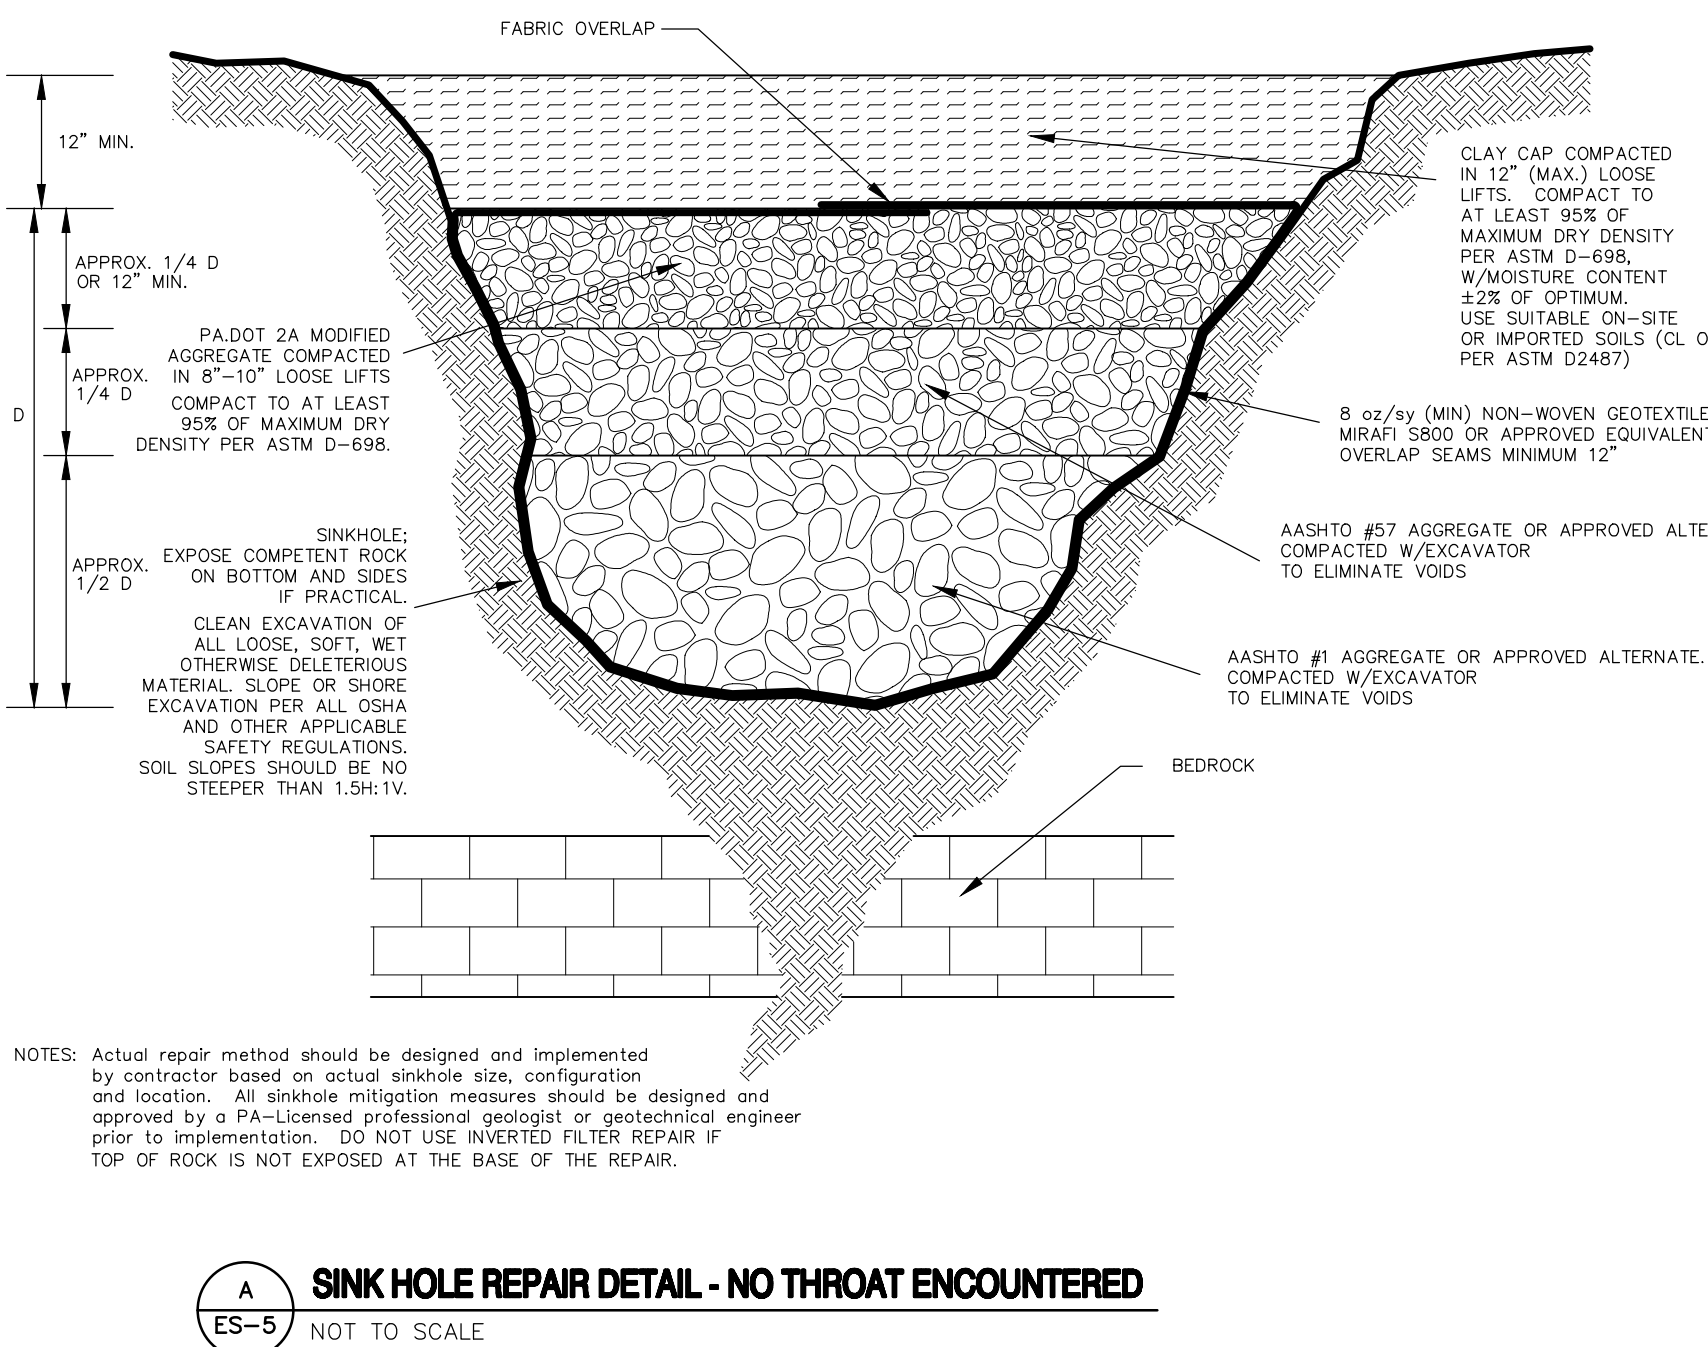 FABRIC OVERLAP
12" MIN.
CLAY CAP COMPACTED
IN 12" (MAX.) LOOSE
LIFTS. COMPACT TO
AT LEAST 95% OF
MAXIMUM DRY DENSITY
PER ASTM D-698,
W/MOISTURE CONTENT
±2% OF OPTIMUM.
USE SUITABLE ON-SITE
OR IMPORTED SOILS (CL
PER ASTM D2487)
APPROX. 1/4 D
OR 12" MIN.
PA.DOT 2A MODIFIED
AGGREGATE COMPACTED
IN 8"-10" LOOSE LIFTS
COMPACT TO AT LEAST
95% OF MAXIMUM DRY
DENSITY PER ASTM D-698.
APPROX.
1/4 D
D
8 oz/sy (MIN) NON-WOVEN GEOTEXTILE
MIRAFI S800 OR APPROVED EQUIVALENT
OVERLAP SEAMS MINIMUM 12"
SINKHOLE;
EXPOSE COMPETENT ROCK
ON BOTTOM AND SIDES
IF PRACTICAL.
CLEAN EXCAVATION OF
ALL LOOSE, SOFT, WET
OTHERWISE DELETERIOUS
MATERIAL. SLOPE OR SHORE
EXCAVATION PER ALL OSHA
AND OTHER APPLICABLE
SAFETY REGULATIONS.
SOIL SLOPES SHOULD BE NO
STEEPER THAN 1.5H:1V.
APPROX.
1/2 D
AASHTO #57 AGGREGATE OR APPROVED
COMPACTED W/EXCAVATOR
TO ELIMINATE VOIDS
AASHTO #1 AGGREGATE OR APPROVED ALTERNATE.
COMPACTED W/EXCAVATOR
TO ELIMINATE VOIDS
BEDROCK
NOTES: Actual repair method should be designed and implemented
by contractor based on actual sinkhole size, configuration
and location. All sinkhole mitigation measures should be designed and
approved by a PA-Licensed professional geologist or geotechnical engineer
prior to implementation. DO NOT USE INVERTED FILTER REPAIR IF
TOP OF ROCK IS NOT EXPOSED AT THE BASE OF THE REPAIR.
A
ES-5
SINK HOLE REPAIR DETAIL - NO THROAT ENCOUNTERED
NOT TO SCALE